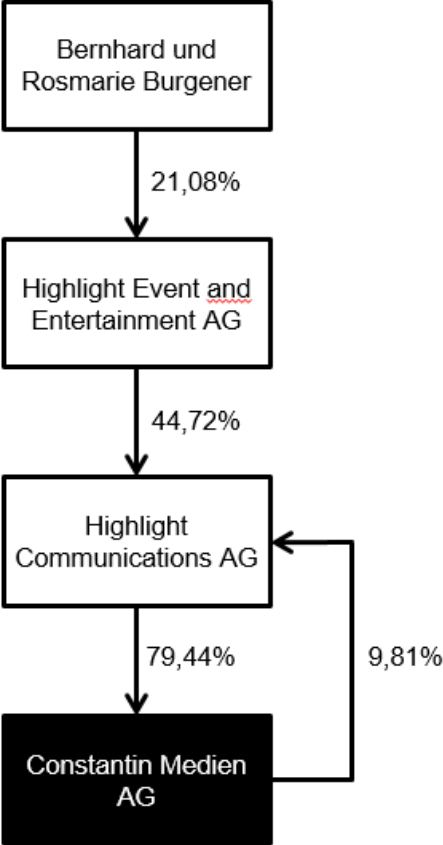 Bernhard und
Rosmarie Burgener
21,08%
Highlight Event and
Entertainment AG
44,72%
Highlight
Communications AG
79,44%
9,81%
Constantin Medien
AG